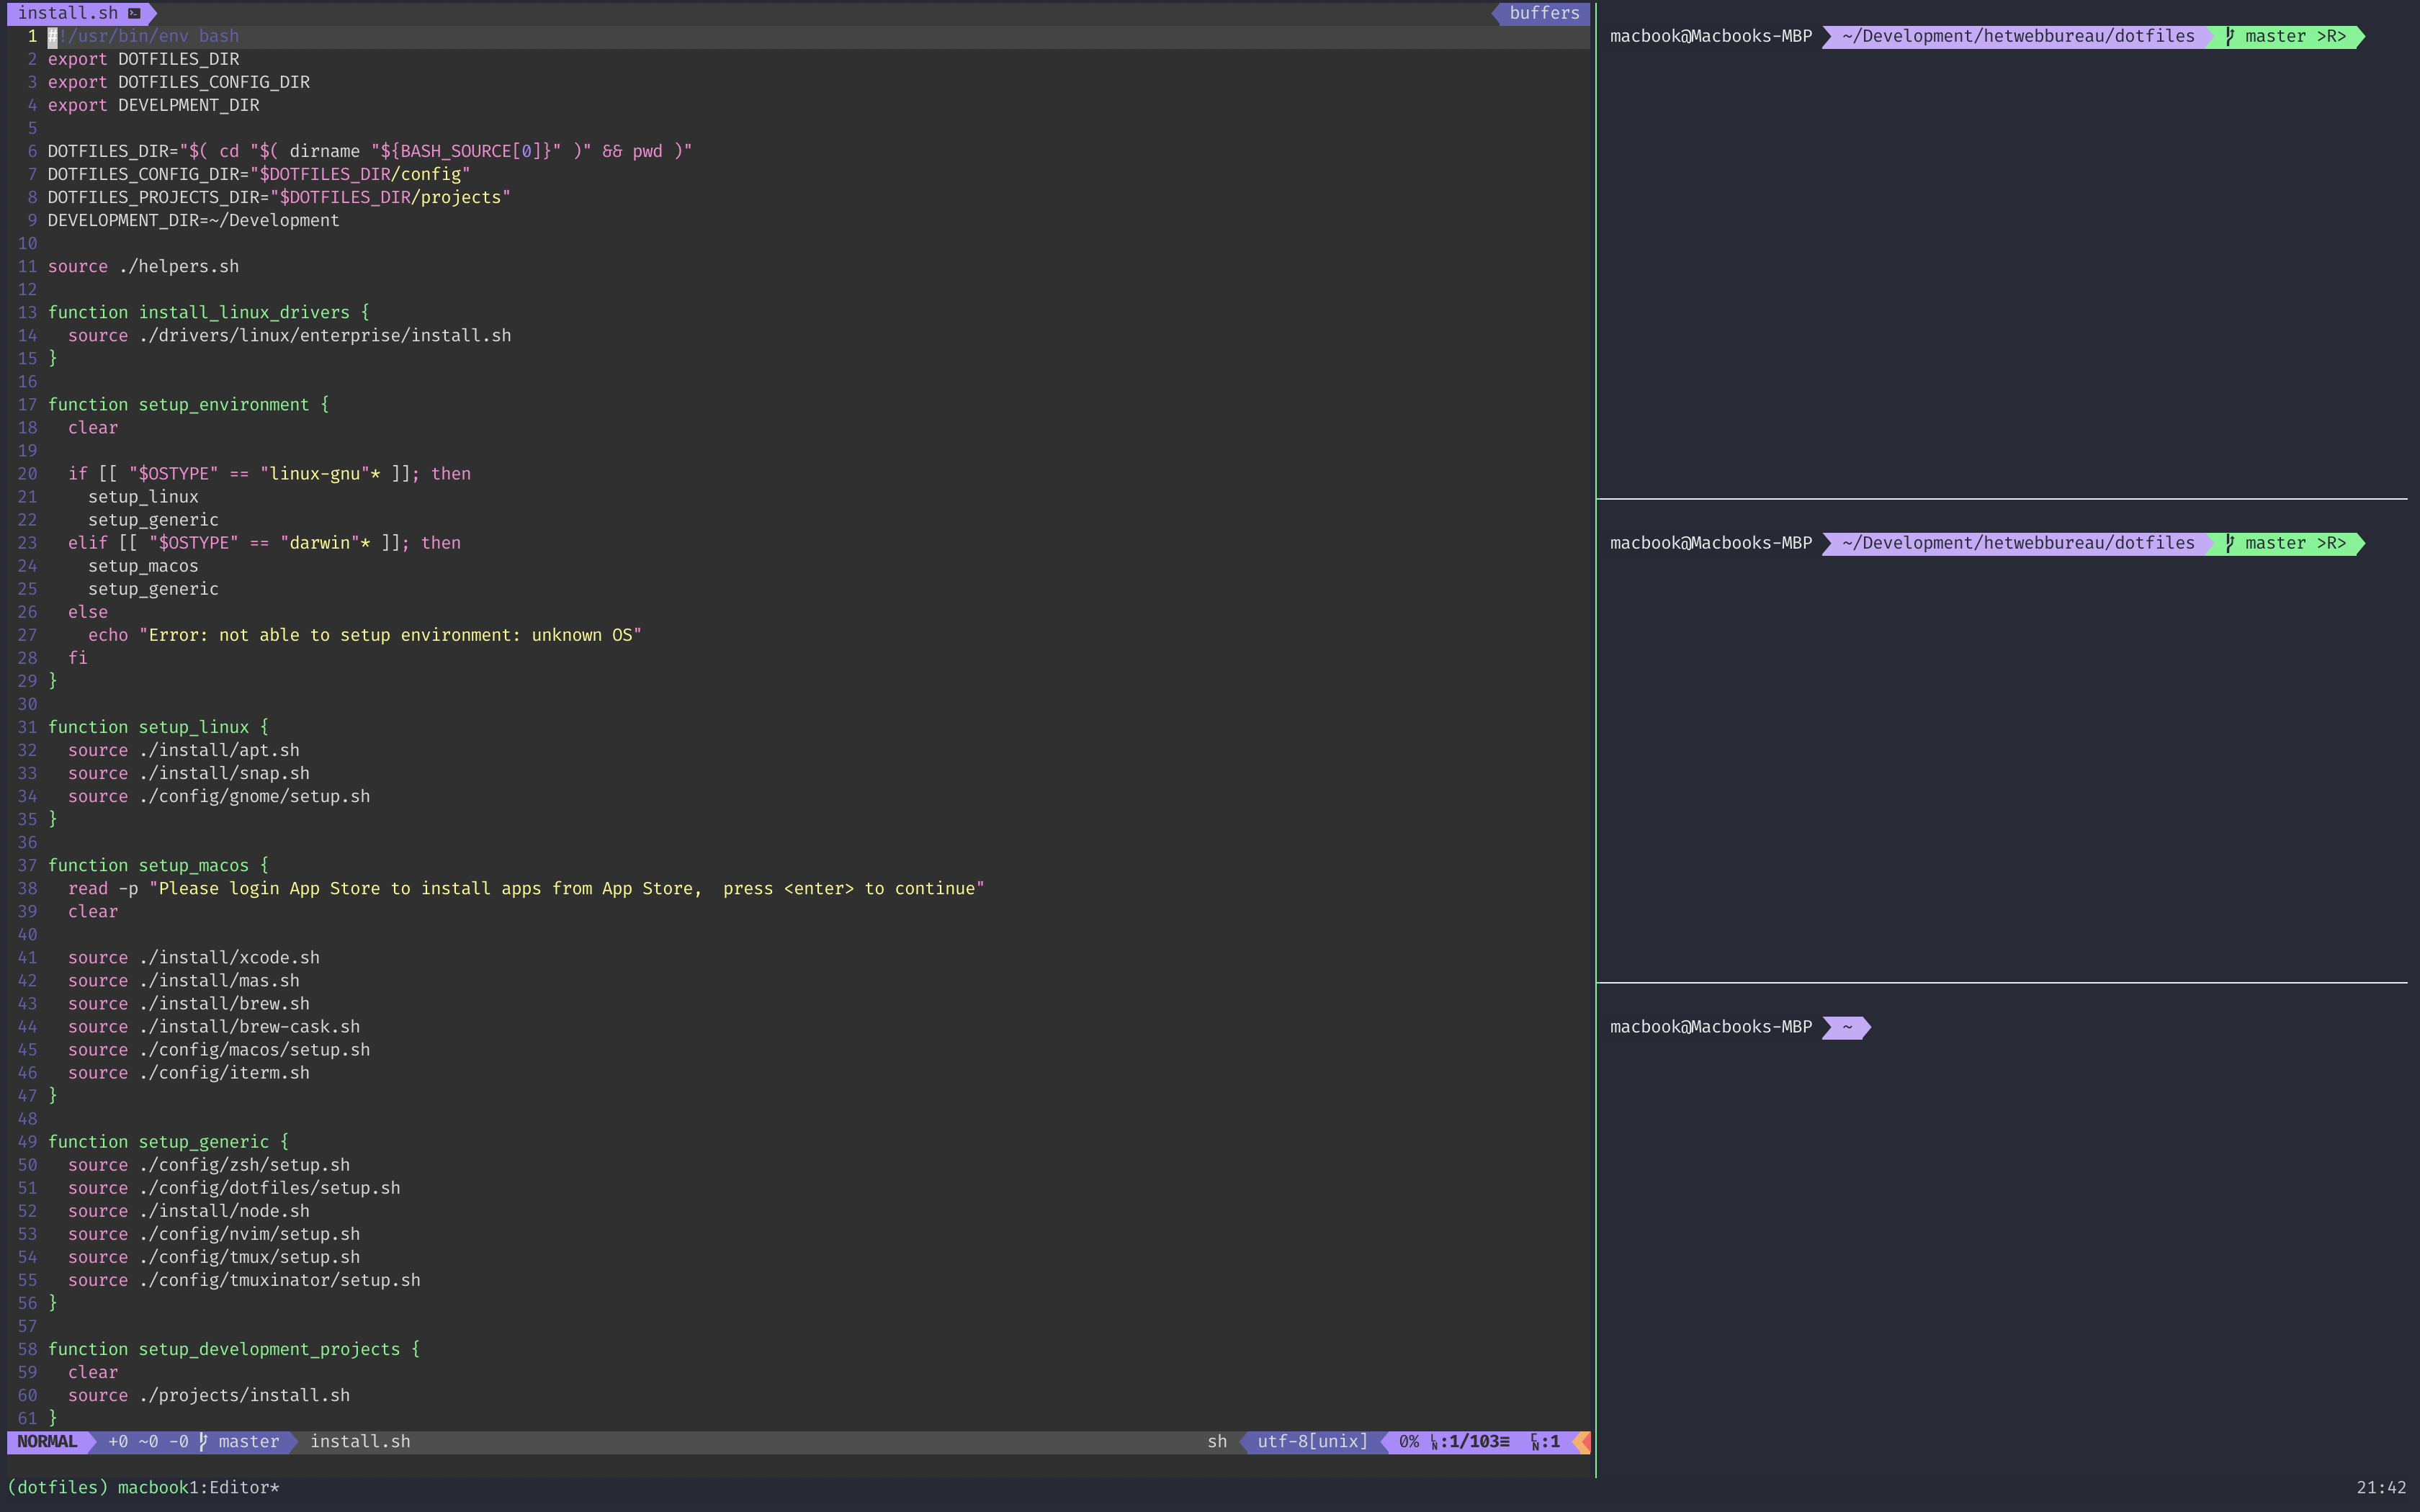 install.sh
buffers
1 #!/usr/bin/env bash
2 export DOTFILES_DIR
3 export DOTFILES_CONFIG_DIR
4 export DEVELPMENT_DIR
5
6 DOTFILES_DIR="$( cd "$( dirname "${BASH_SOURCE[0]}" )" && pwd )"
7 DOTFILES_CONFIG_DIR="$DOTFILES_DIR/config"
8 DOTFILES_PROJECTS_DIR="$DOTFILES_DIR/projects"
9 DEVELOPMENT_DIR=~/Development
10
11 source ./helpers.sh
12
13 function install_linux_drivers {
14   source ./drivers/linux/enterprise/install.sh
15 }
16
17 function setup_environment {
18   clear
19
20   if [[ "$OSTYPE" == "linux-gnu"* ]]; then
21     setup_linux
22     setup_generic
23   elif [[ "$OSTYPE" == "darwin"* ]]; then
24     setup_macos
25     setup_generic
26   else
27     echo "Error: not able to setup environment: unknown OS"
28   fi
29 }
30
31 function setup_linux {
32   source ./install/apt.sh
33   source ./install/snap.sh
34   source ./config/gnome/setup.sh
35 }
36
37 function setup_macos {
38   read -p "Please login App Store to install apps from App Store,  press <enter> to continue"
39   clear
40
41   source ./install/xcode.sh
42   source ./install/mas.sh
43   source ./install/brew.sh
44   source ./install/brew-cask.sh
45   source ./config/macos/setup.sh
46   source ./config/iterm.sh
47 }
48
49 function setup_generic {
50   source ./config/zsh/setup.sh
51   source ./config/dotfiles/setup.sh
52   source ./install/node.sh
53   source ./config/nvim/setup.sh
54   source ./config/tmux/setup.sh
55   source ./config/tmuxinator/setup.sh
56 }
57
58 function setup_development_projects {
59   clear
60   source ./projects/install.sh
61 }
NORMAL +0 ~0 -0 master install.sh sh utf-8[unix] 0% ㏑:1/103≡ ℅:1
macbook@Macbooks-MBP ~/Development/hetwebbureau/dotfiles master >R>
macbook@Macbooks-MBP ~/Development/hetwebbureau/dotfiles master >R>
macbook@Macbooks-MBP ~
(dotfiles) macbook1:Editor* 21:42